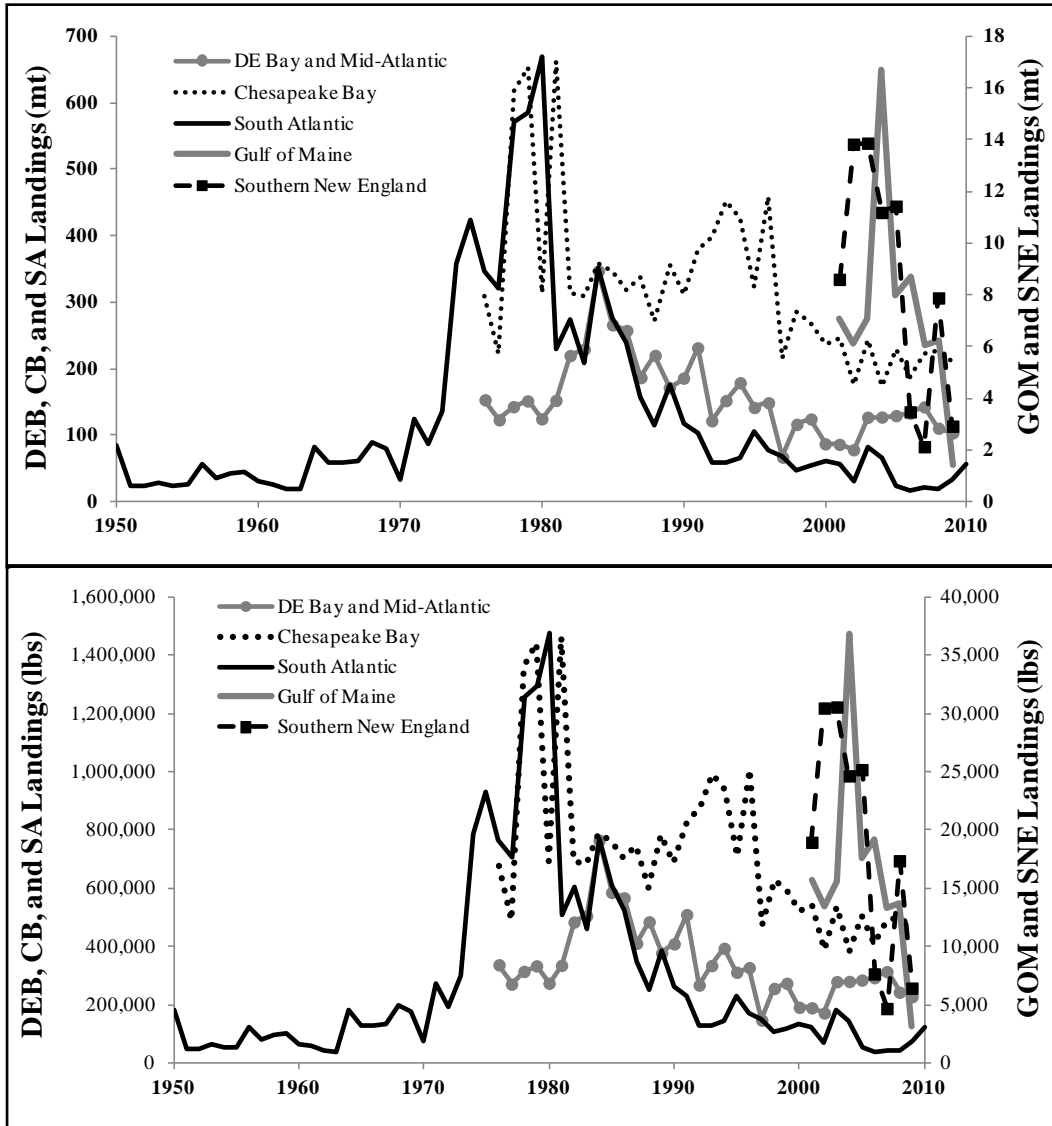 DEB, CB, and SA Landings (mt)
700
600
500
400
300
200
100
0
DE Bay and Mid-Atlantic
Chesapeake Bay
South Atlantic
Gulf of Maine
Southern New England
18
16
14
12
10
8
6
4
2
0
GOM and SNE Landings (mt)
1950 1960 1970 1980 1990 2000 2010
DEB, CB, and SA Landings (lbs)
1,600,000
1,400,000
1,200,000
1,000,000
800,000
600,000
400,000
200,000
0
DE Bay and Mid-Atlantic
Chesapeake Bay
South Atlantic
Gulf of Maine
Southern New England
40,000
35,000
30,000
25,000
20,000
15,000
10,000
5,000
0
GOM and SNE Landings (lbs)
1950 1960 1970 1980 1990 2000 2010